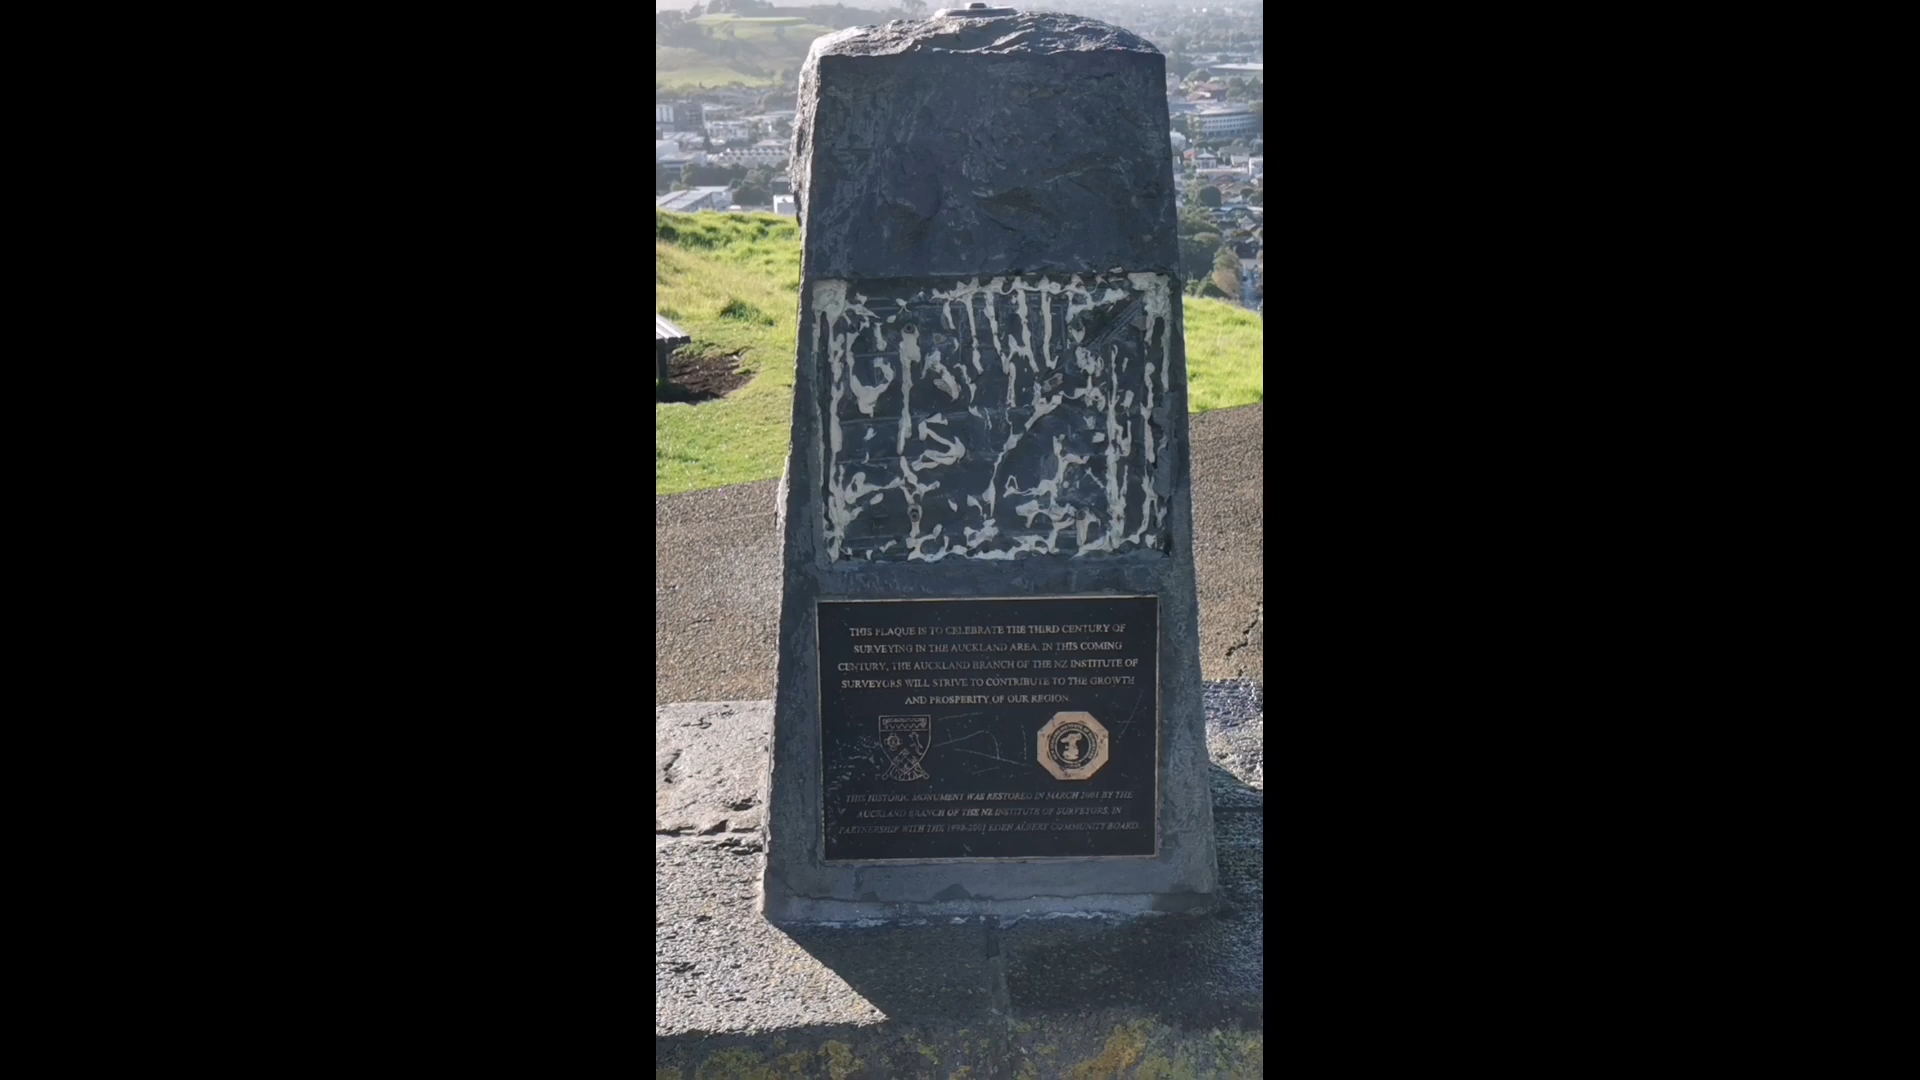 THIS PLAQUE IS TO CELEBRATE THE THIRD CENTURY OF
SURVEYING IN THE AUCKLAND AREA. IN THIS COMING
CENTURY, THE AUCKLAND BRANCH OF THE NZ INSTITUTE OF
SURVEYORS WILL STRIVE TO CONTRIBUTE TO THE GROWTH
AND PROSPERITY OF OUR REGION.
THIS HISTORIC MONUMENT WAS RESTORED IN MARCH 2001 BY THE
AUCKLAND BRANCH OF THE NZ INSTITUTE OF SURVEYORS, IN
PARTNERSHIP WITH THE 1998-2001 EDEN ALBERT COMMUNITY BOARD.